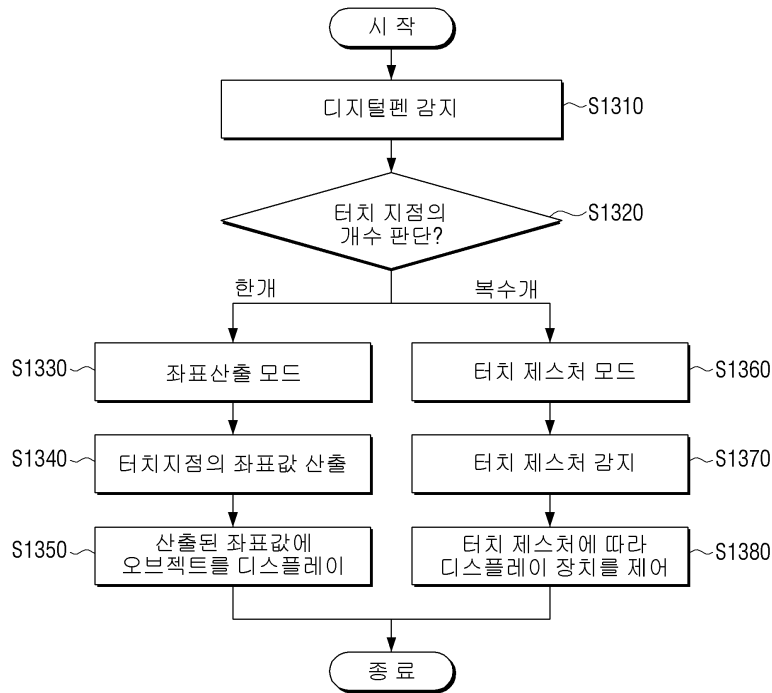 시 작
디지털펜 감지
S1310
터치 지점의
개수 판단?
S1320
한개
복수개
S1330
좌표산출 모드
터치 제스처 모드
S1360
S1340
터치지점의 좌표값 산출
터치 제스처 감지
S1370
S1350
산출된 좌표값에
오브젝트를 디스플레이
터치 제스처에 따라
디스플레이 장치를 제어
S1380
종 료